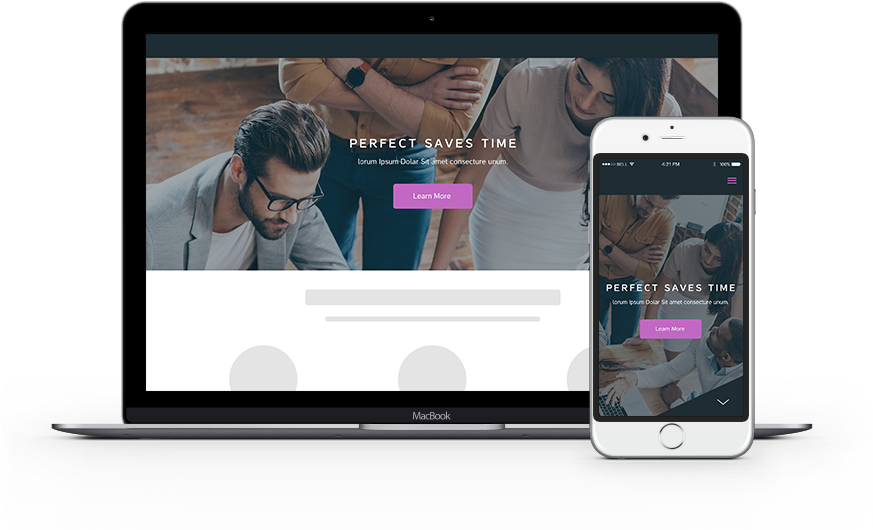 PERFECT SAVES TIME
lorum Ipsum Dolar Sit amet consecture unum.
Learn More
MacBook
BELL
4:21 PM
100%
PERFECT SAVES TIME
lorum Ipsum Dolar Sit amet consecture unum.
Learn More